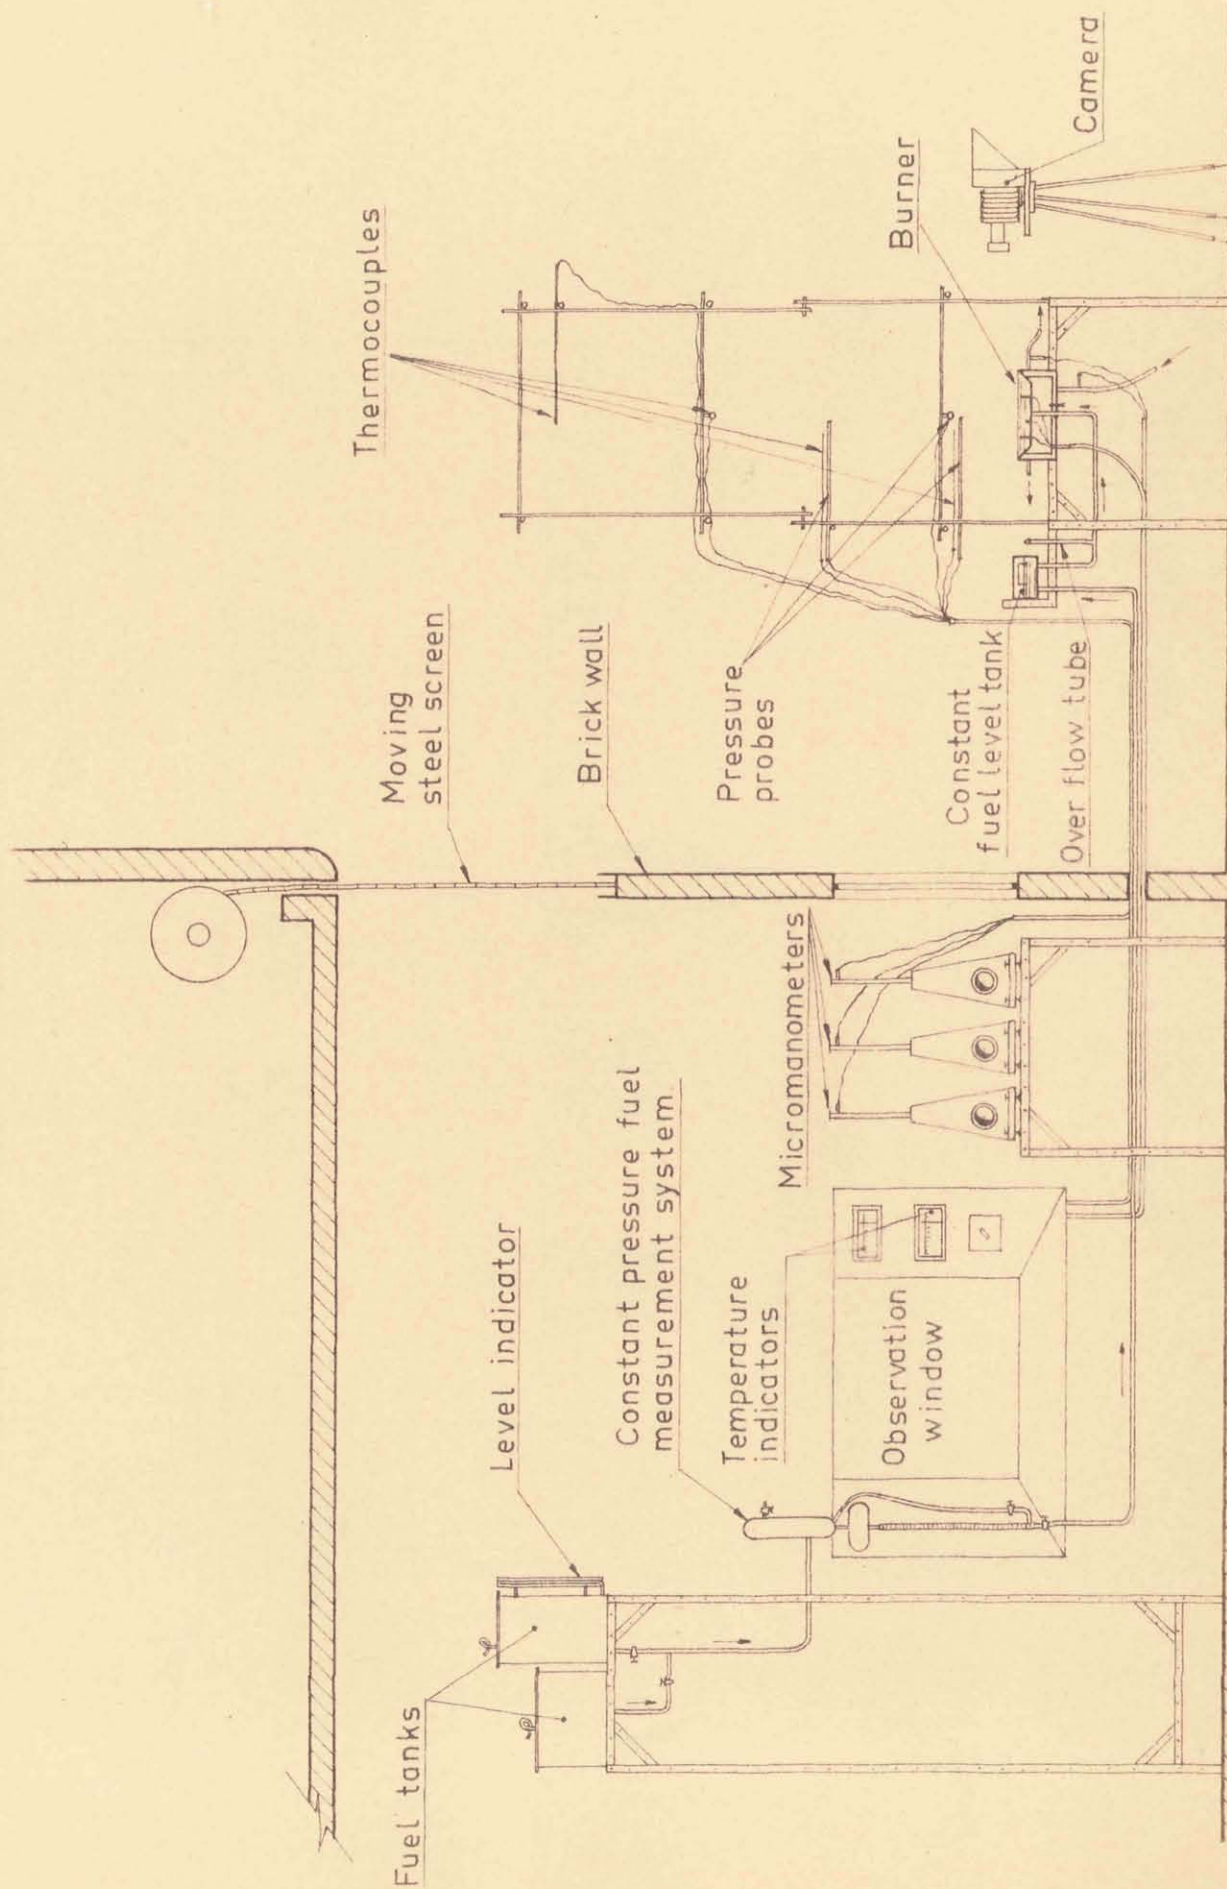 Fuel tanks
Level indicator
Constant pressure fuel
measurement system
Temperature
indicators
Observation
window
Micromanometers
Moving
steel screen
Brick wall
Pressure
probes
Constant
fuel level tank
Over flow tube
Thermocouples
Burner
Camera